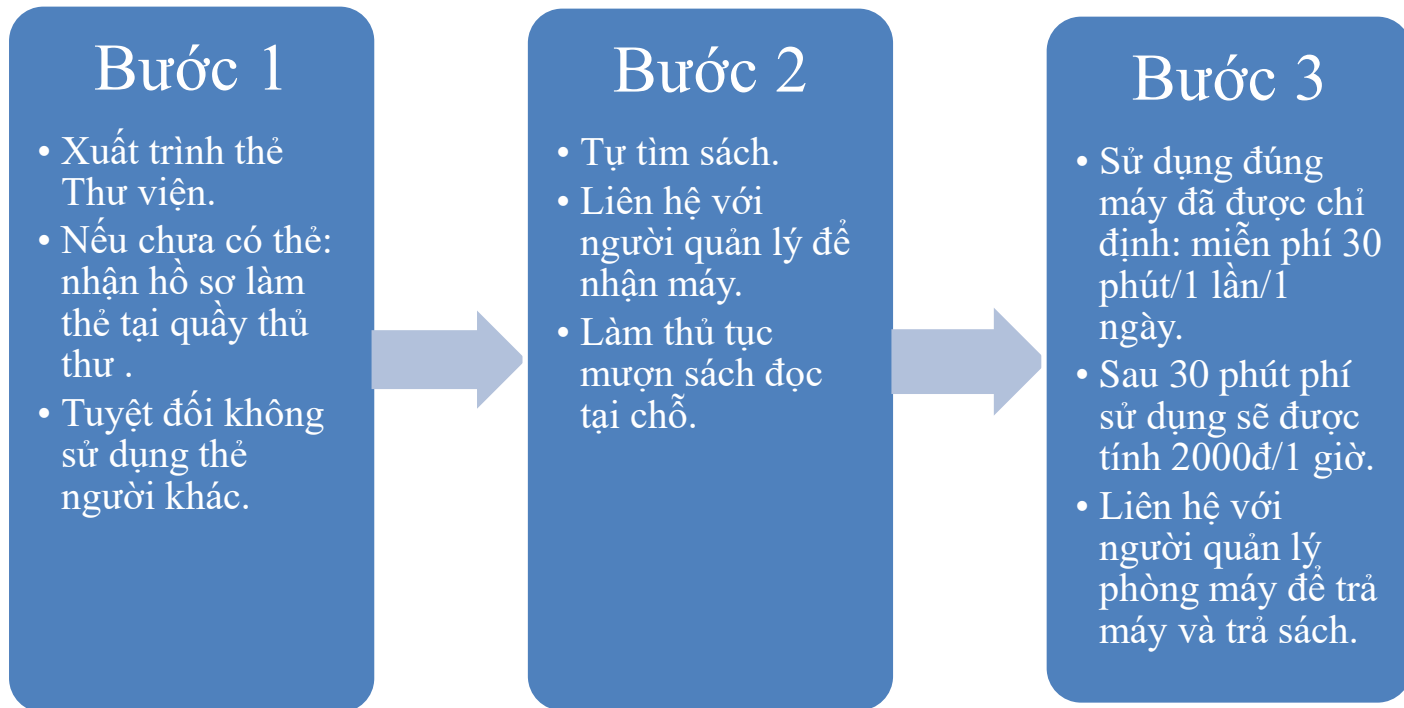 Bước 1
• Xuất trình thẻ
Thư viện.
• Nếu chưa có thẻ:
nhận hồ sơ làm
thẻ tại quầy thủ
thư .
• Tuyệt đối không
sử dụng thẻ
người khác.
Bước 2
• Tự tìm sách.
• Liên hệ với
người quản lý để
nhận máy.
• Làm thủ tục
mượn sách đọc
tại chỗ.
Bước 3
• Sử dụng đúng
máy đã được chỉ
định: miễn phí 30
phút/1 lần/1
ngày.
• Sau 30 phút phí
sử dụng sẽ được
tính 2000đ/1 giờ.
• Liên hệ với
người quản lý
phòng máy để trả
máy và trả sách.